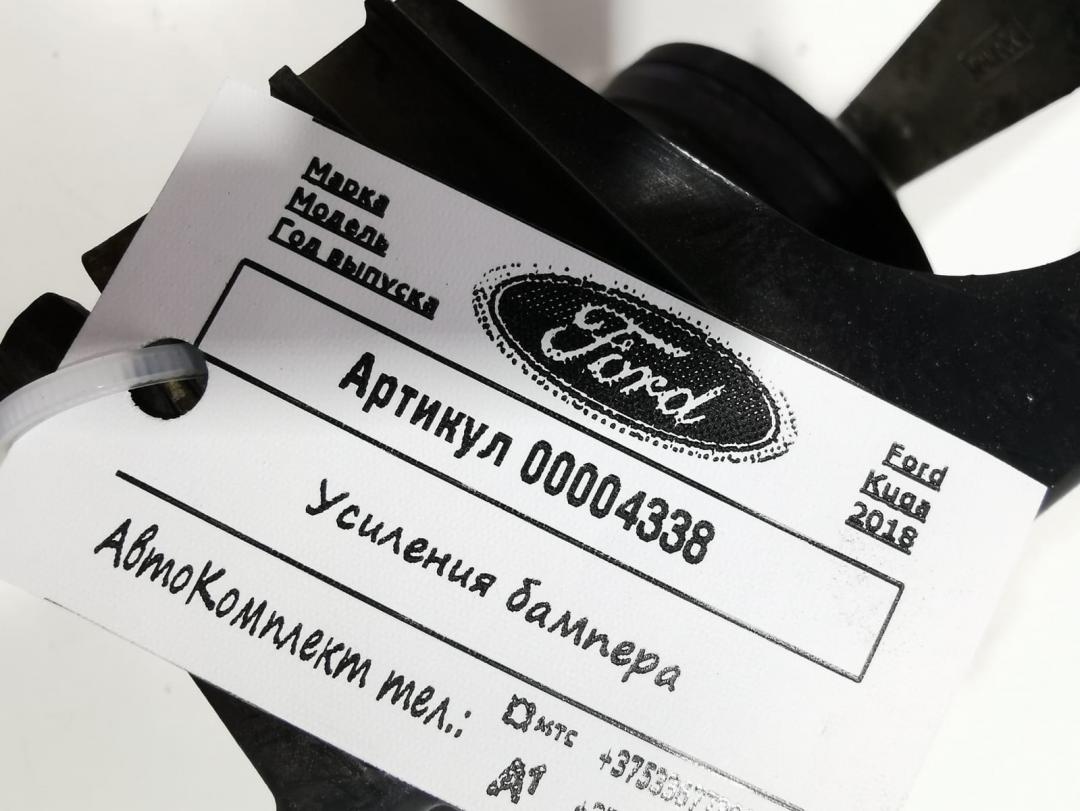 Марка
Модель
Год выпуска
Ford
Ford
Kuga
2018
Артикул 00004338
Усиления бампера
АвтоКомплект тел.:
МТС
A1